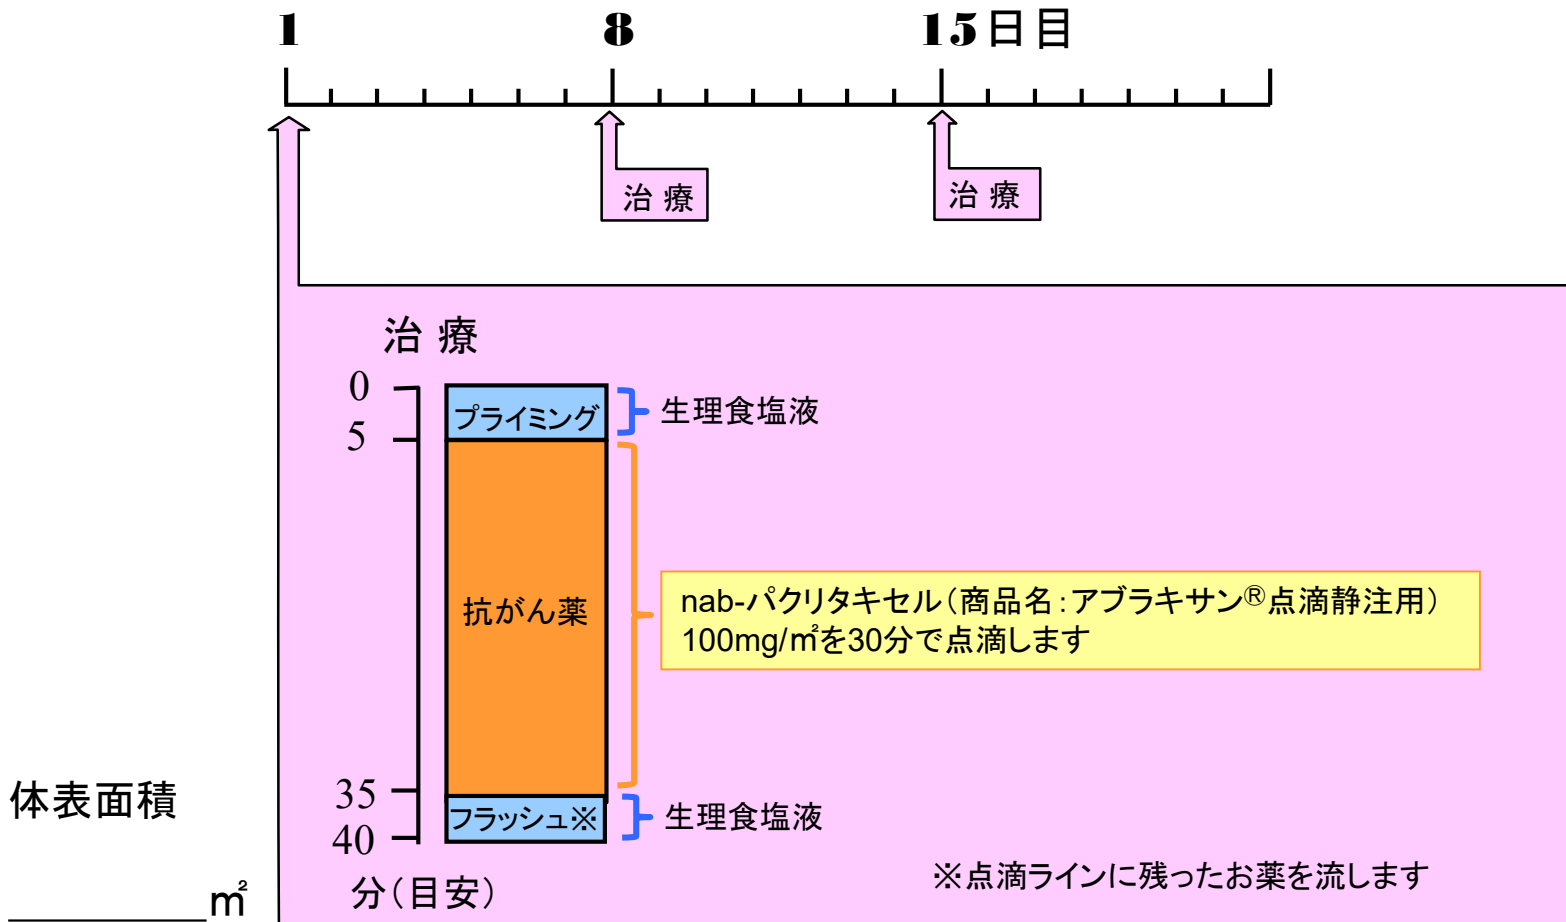 1 8 15日目
治 療 治 療
治 療
0
プライミング 生理食塩液
5
抗がん薬
nab-パクリタキセル（商品名：アブラキサン®点滴静注用）
100mg/㎡を30分で点滴します
35
フラッシュ※ 生理食塩液
40
分（目安）
※点滴ラインに残ったお薬を流します
体表面積
㎡